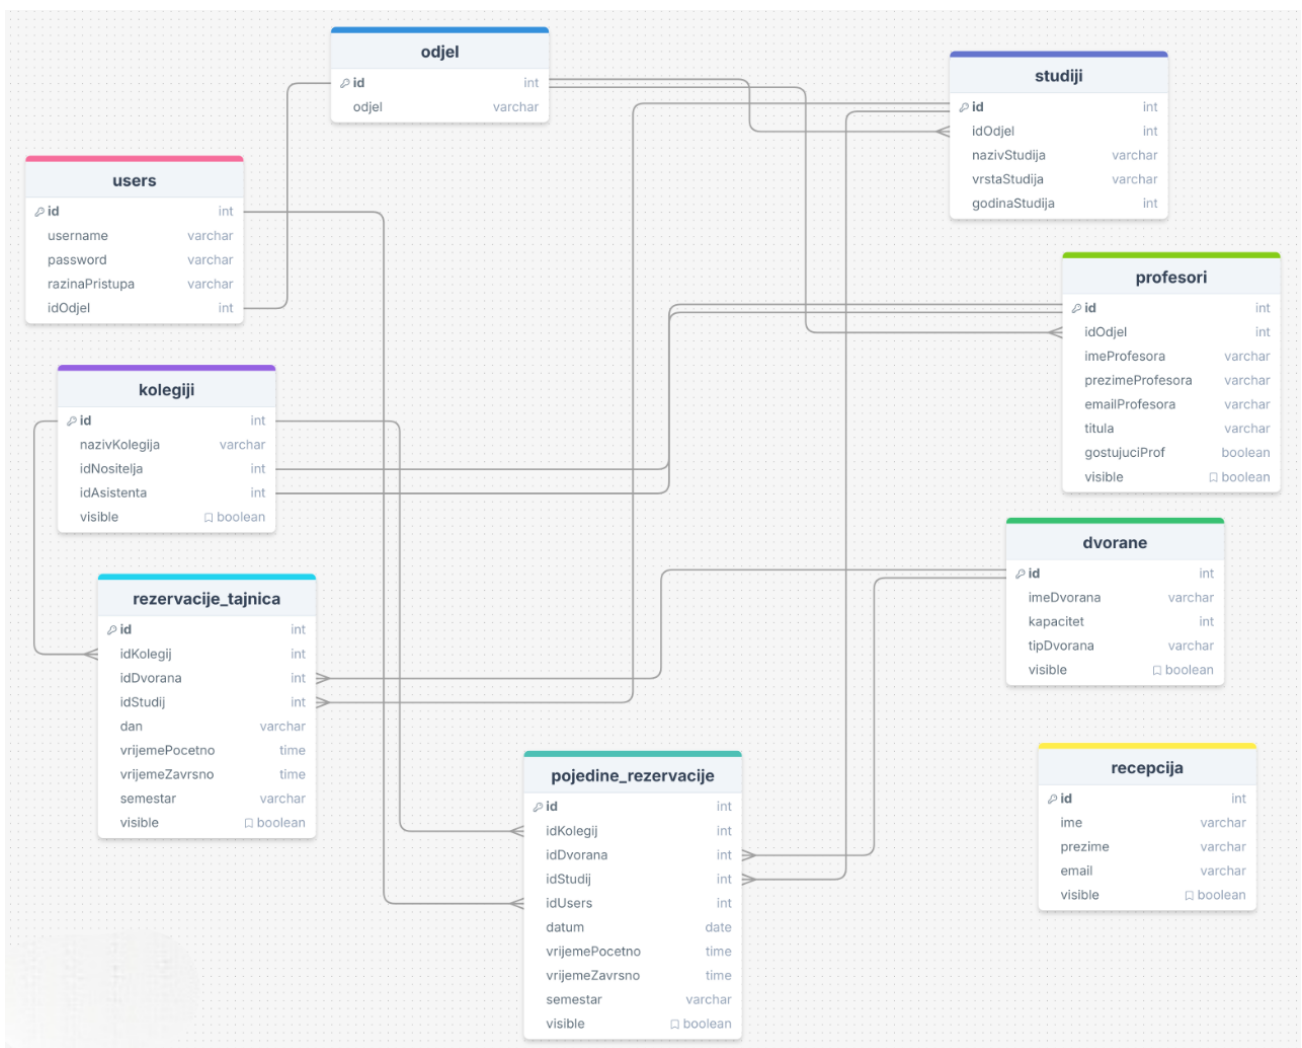 odjel
id int
odjel varchar
studiji
id int
idOdjel int
nazivStudija varchar
vrstaStudija varchar
godinaStudija int
users
id int
username varchar
password varchar
razinaPristupa varchar
idOdjel int
profesori
id int
idOdjel int
imeProfesora varchar
prezimeProfesora varchar
emailProfesora varchar
titula varchar
gostujuciProf boolean
visible boolean
kolegiji
id int
nazivKolegija varchar
idNositelja int
idAsistenta int
visible boolean
dvorane
id int
imeDvorana varchar
kapacitet int
tipDvorana varchar
visible boolean
rezervacije_tajnica
id int
idKolegij int
idDvorana int
idStudij int
dan varchar
vrijemePocetno time
vrijemeZavrsno time
semestar varchar
visible boolean
pojedine_rezervacije
id int
idKolegij int
idDvorana int
idStudij int
idUsers int
datum date
vrijemePocetno time
vrijemeZavrsno time
semestar varchar
visible boolean
recepcija
id int
ime varchar
prezime varchar
email varchar
visible boolean